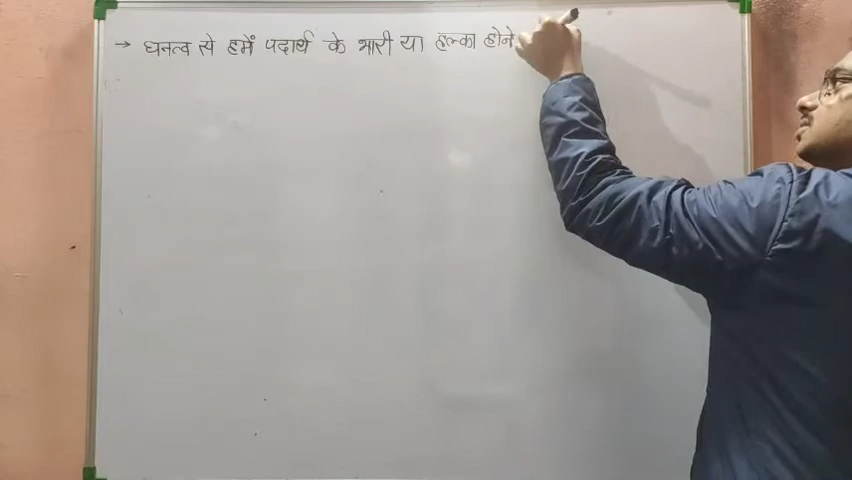 → घनत्व से हमें पदार्थ के भारी या हल्का होने